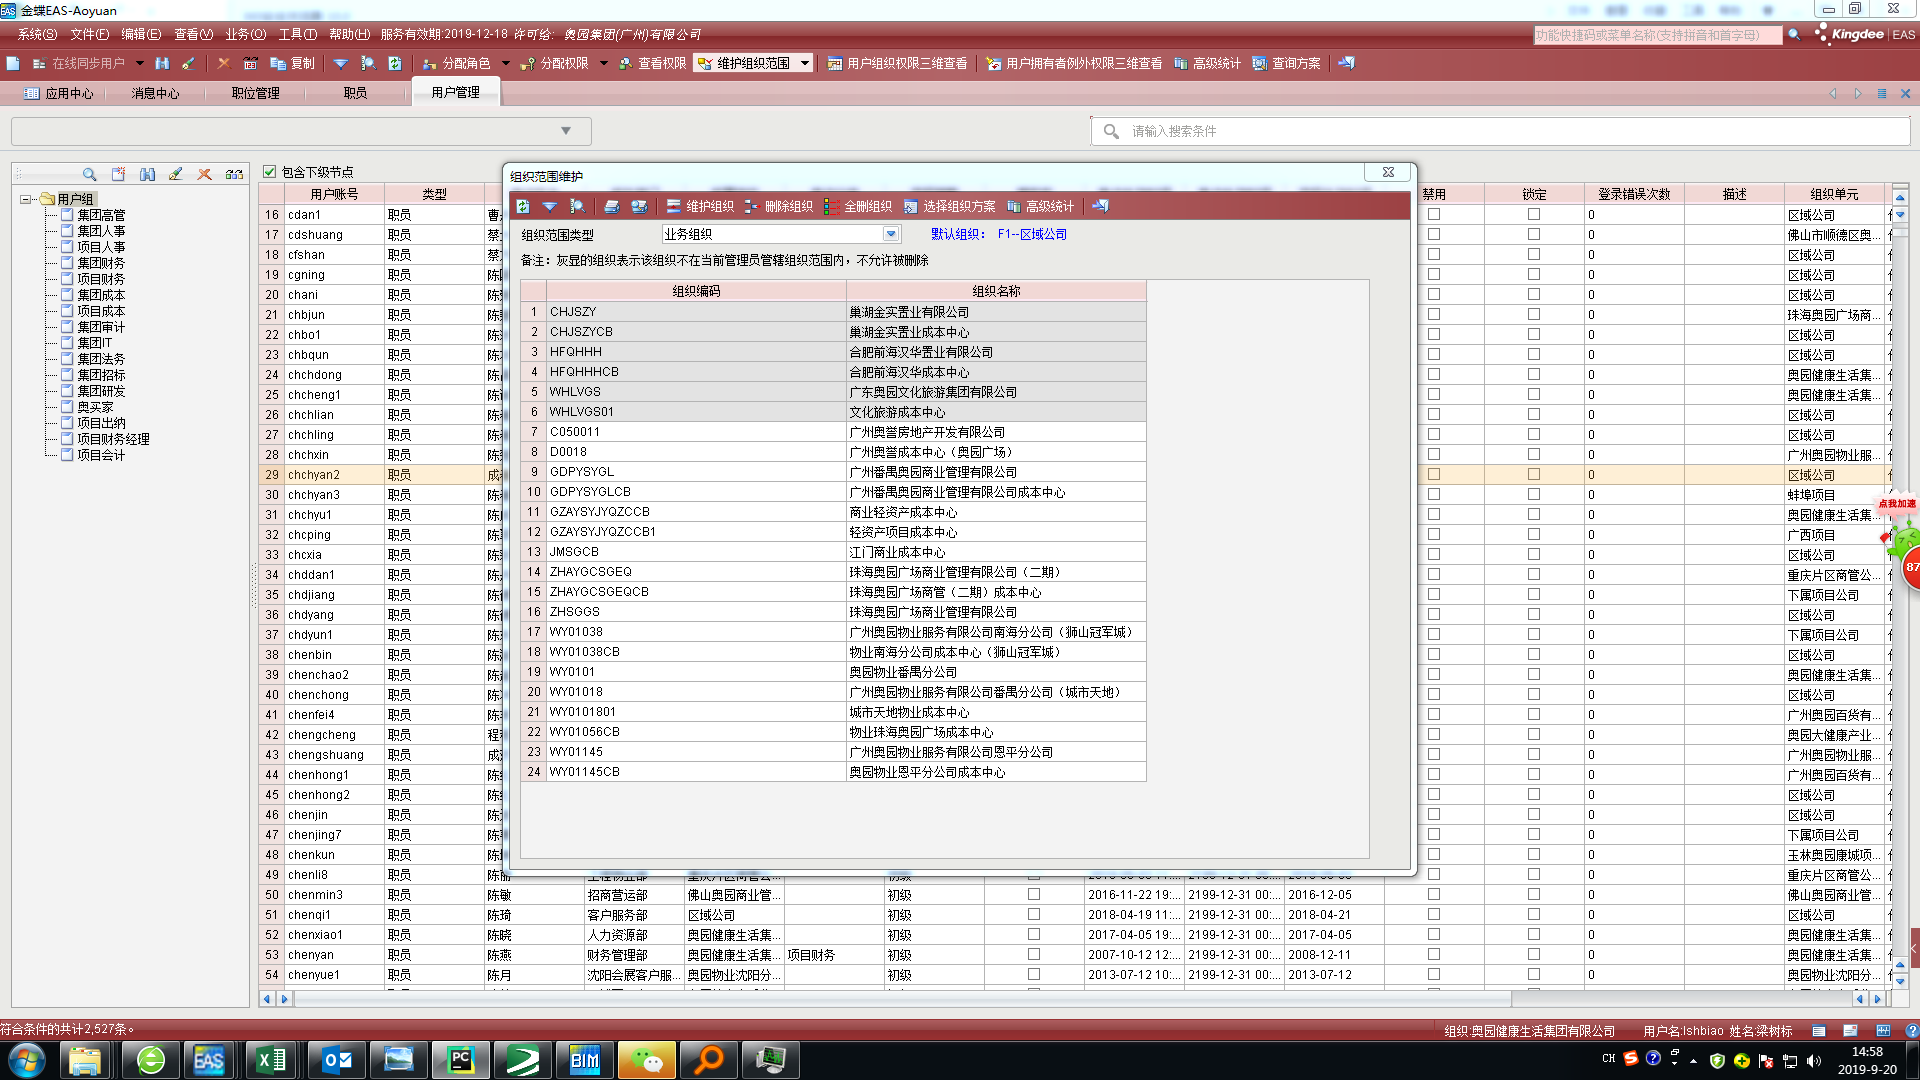 金蝶EAS-Aoyuan
系统(S) 文件(F) 编辑(E) 查看(V) 业务(O) 工具(T) 帮助(H) 服务有效期:2019-12-18 许可给: 奥园集团(广州)有限公司
功能快捷码或菜单名称(支持拼音和首字母)
Kingdee | EAS
在线同步用户 复制 分配角色 分配权限 查看权限 维护组织范围 用户组织权限三维查看 用户拥有者例外权限三维查看 高级统计 查询方案
应用中心 消息中心 职位管理 职员 用户管理
请输入搜索条件
用户组
集团高管
集团人事
项目人事
集团财务
项目财务
集团成本
项目成本
集团审计
集团IT
集团法务
集团招标
集团研发
奥买家
项目出纳
项目财务经理
项目会计
包含下级节点
用户账号 类型
16 cdan1 职员
17 cdshuang 职员
18 cfshan 职员
19 cgning 职员
20 chani 职员
21 chbjun 职员
22 chbo1 职员
23 chbqun 职员
24 chchdong 职员
25 chcheng1 职员
26 chchlian 职员
27 chchling 职员
28 chchxin 职员
29 chchyan2 职员
30 chchyan3 职员
31 chchyu1 职员
32 chcping 职员
33 chcxia 职员
34 chddan1 职员
35 chdjiang 职员
36 chdyang 职员
37 chdyun1 职员
38 chenbin 职员
39 chenchao2 职员
40 chenchong 职员
41 chenfei4 职员
42 chengcheng 职员
43 chengshuang 职员
44 chenhong1 职员
45 chenhong2 职员
46 chenjin 职员
47 chenjing7 职员
48 chenkun 职员
49 chenli8 职员
50 chenmin3 职员 陈敏 招商营运部 佛山奥园商业管... 初级 2016-11-22 19:... 2199-12-31 00:... 2016-12-05
51 chenqi1 职员 陈琦 客户服务部 区域公司 初级 2018-04-19 11:... 2199-12-31 00:... 2018-04-21
52 chenxiao1 职员 陈晓 人力资源部 奥园健康生活集... 初级 2017-04-05 19:... 2199-12-31 00:... 2017-04-05
53 chenyan 职员 陈燕 财务管理部 奥园健康生活集... 项目财务 初级 2007-10-12 12:... 2199-12-31 00:... 2008-12-11
54 chenyue1 职员 陈月 沈阳会展客户服... 奥园物业沈阳分... 初级 2013-07-12 10:... 2199-12-31 00:... 2013-07-12
组织范围维护
维护组织 删除组织 全删组织 选择组织方案 高级统计
组织范围类型 业务组织 默认组织: F1--区域公司
备注: 灰显的组织表示该组织不在当前管理员管辖组织范围内，不允许被删除
组织编码 组织名称
1 CHJSZY 巢湖金实置业有限公司
2 CHJSZYCB 巢湖金实置业成本中心
3 HFQHHH 合肥前海汉华置业有限公司
4 HFQHHHCB 合肥前海汉华成本中心
5 WHLVGS 广东奥园文化旅游集团有限公司
6 WHLVGS01 文化旅游成本中心
7 C050011 广州奥誉房地产开发有限公司
8 D0018 广州奥誉成本中心（奥园广场）
9 GDPYSYGL 广州番禺奥园商业管理有限公司
10 GDPYSYGLCB 广州番禺奥园商业管理有限公司成本中心
11 GZAYSYJYQZCCB 商业轻资产成本中心
12 GZAYSYJYQZCCB1 轻资产项目成本中心
13 JMSGCB 江门商业成本中心
14 ZHAYGCSGEQ 珠海奥园广场商业管理有限公司（二期）
15 ZHAYGCSGEQCB 珠海奥园广场商管（二期）成本中心
16 ZHSGGS 珠海奥园广场商业管理有限公司
17 WY01038 广州奥园物业服务有限公司南海分公司（狮山冠军城）
18 WY01038CB 物业南海分公司成本中心（狮山冠军城）
19 WY0101 奥园物业番禺分公司
20 WY01018 广州奥园物业服务有限公司番禺分公司（城市天地）
21 WY0101801 城市天地物业成本中心
22 WY01056CB 物业珠海奥园广场成本中心
23 WY01145 广州奥园物业服务有限公司恩平分公司
24 WY01145CB 奥园物业恩平分公司成本中心
禁用 锁定 登录错误次数 描述 组织单元
0 区域公司
0 佛山市顺德区奥...
0 区域公司
0 区域公司
0 区域公司
0 珠海奥园广场商...
0 区域公司
0 区域公司
0 奥园健康生活集...
0 奥园健康生活集...
0 区域公司
0 区域公司
0 广州奥园物业服...
0 区域公司
0 蚌埠项目
0 奥园健康生活集...
0 广西项目
0 区域公司
0 重庆片区商管公...
0 下属项目公司
0 区域公司
0 下属项目公司
0 区域公司
0 奥园健康生活集...
0 区域公司
0 广州奥园百货有...
0 奥园大健康产业...
0 广州奥园物业服...
0 广州奥园百货有...
0 区域公司
0 区域公司
0 下属项目公司
0 玉林奥园康城项...
0 重庆片区商管公...
0 佛山奥园商业管...
0 区域公司
0 奥园健康生活集...
0 奥园健康生活集...
0 奥园物业沈阳分...
点我加速
87
符合条件的共计2,527条。
组织:奥园健康生活集团有限公司 用户名:lshbiao 姓名:梁树标
EAS PC BIM
CH
14:58
2019-9-20